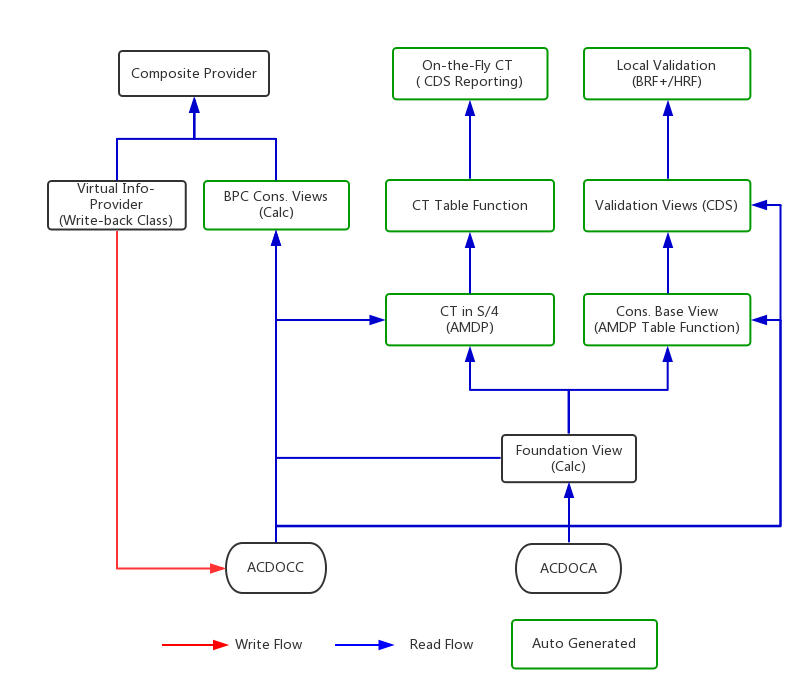 Composite Provider
On-the-Fly CT
( CDS Reporting)
Local Validation
(BRF+/HRF)
Virtual Info-
Provider
(Write-back Class)
BPC Cons. Views
(Calc)
CT Table Function
Validation Views (CDS)
CT in S/4
(AMDP)
Cons. Base View
(AMDP Table Function)
Foundation View
(Calc)
ACDOCC
ACDOCA
Write Flow
Read Flow
Auto Generated